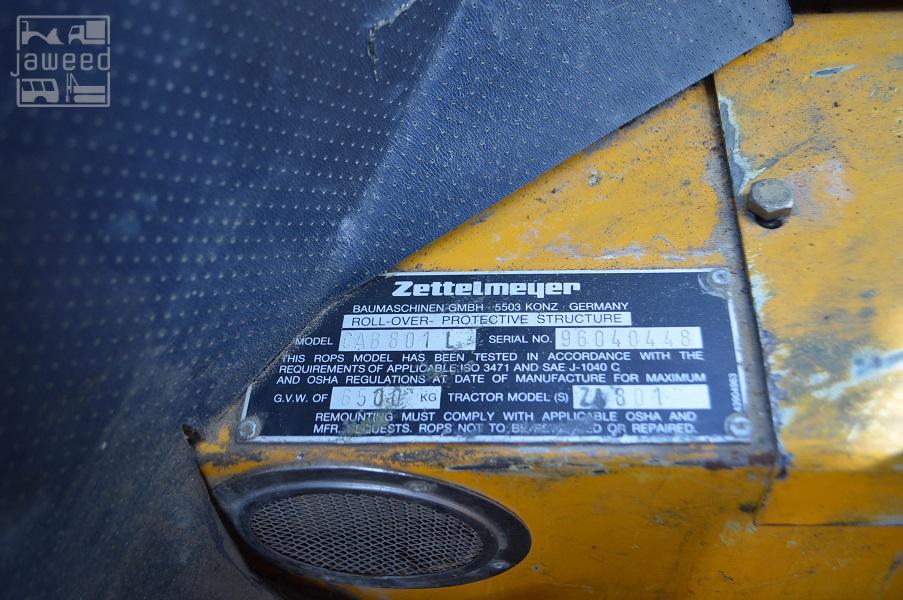 jaweed
Zettelmeyer
BAUMASCHINEN GMBH · 5503 KONZ · GERMANY
ROLL-OVER- PROTECTIVE STRUCTURE
MODEL CAB801L SERIAL NO. 96040448
THIS ROPS MODEL HAS BEEN TESTED IN ACCORDANCE WITH THE
REQUIREMENTS OF APPLICABLE ISO 3471 AND SAE J-1040 C
AND OSHA REGULATIONS AT DATE OF MANUFACTURE FOR MAXIMUM
G.V.W. OF 6500 KG TRACTOR MODEL (S) ZL801
REMOUNTING MUST COMPLY WITH APPLICABLE OSHA AND
MFR. REQUESTS. ROPS NOT TO BE OR REPAIRED.